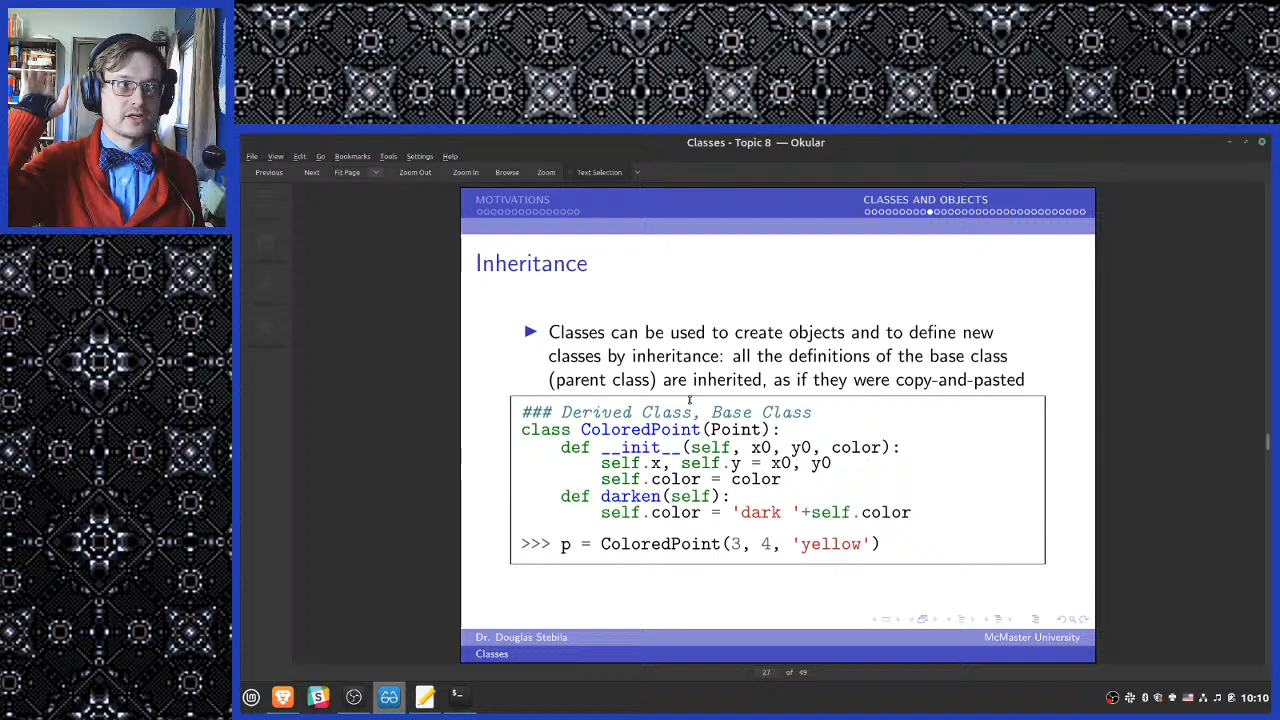 Classes - Topic 8 — Okular
File View Edit Go Bookmarks Tools Settings Help
Previous Next Fit Page Zoom Out Zoom In Browse Zoom Text Selection
MOTIVATIONS
CLASSES AND OBJECTS
Inheritance
Classes can be used to create objects and to define new
classes by inheritance: all the definitions of the base class
(parent class) are inherited, as if they were copy-and-pasted
### Derived Class, Base Class
class ColoredPoint(Point):
def __init__(self, x0, y0, color):
self.x, self.y = x0, y0
self.color = color
def darken(self):
self.color = 'dark '+self.color
>>> p = ColoredPoint(3, 4, 'yellow')
Dr. Douglas Stebila
McMaster University
Classes
27 of 49
10:10